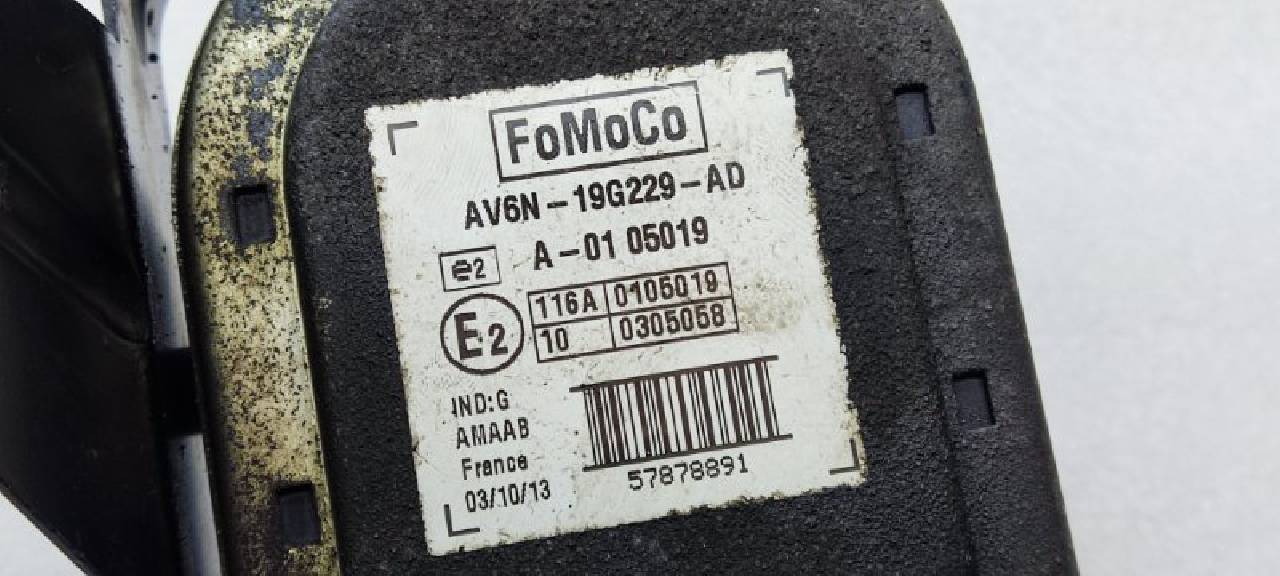 FoMoCo
AV6N-19G229-AD
e2 A-01 05019
E2 116A 0105019
10 0305058
IND:G
AMAAB
France
03/10/13
57878891